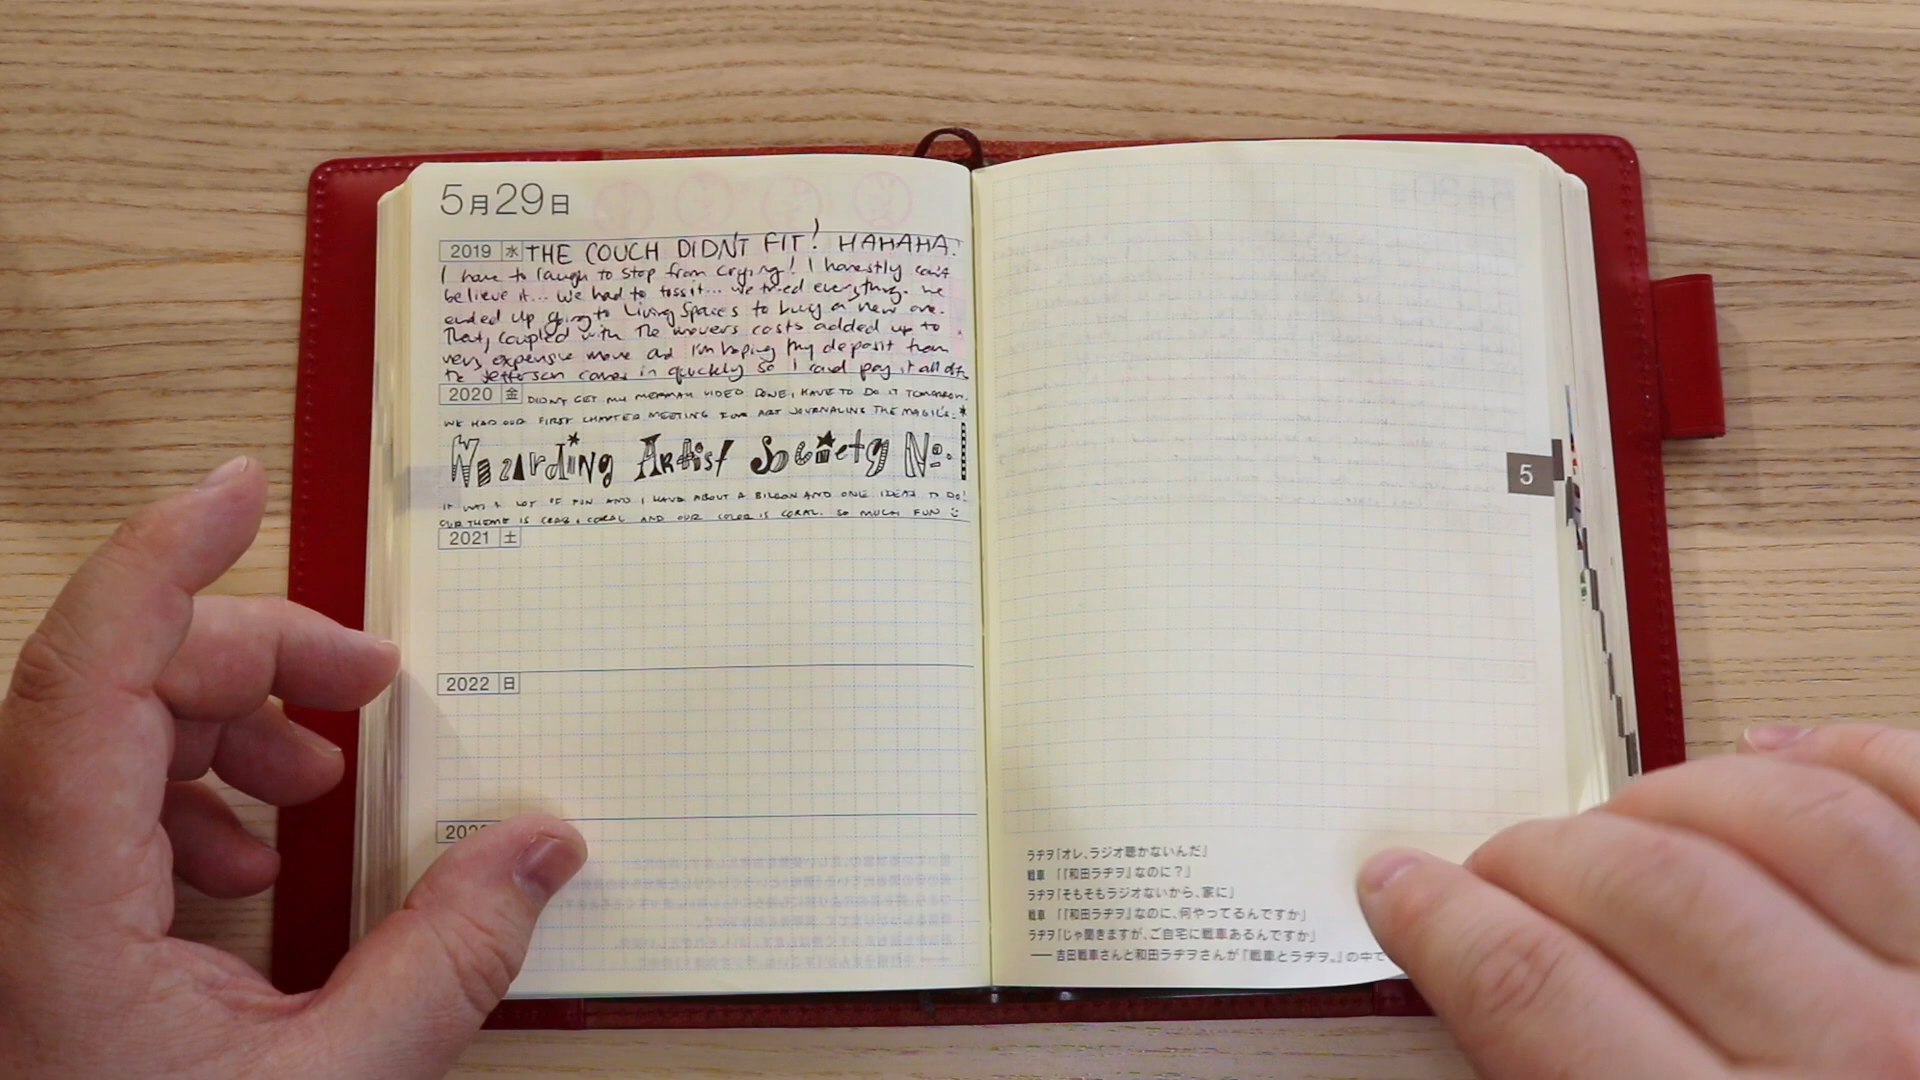 5月29日
2019 水 THE COUCH DIDN'T FIT! HAHAHA!
I have to laugh to stop from crying! I honestly can't
believe it... we had to toss it... we tried everything. We
ended up going to Living Spaces to buy a new one.
That, coupled with the movers costs added up to
very expensive move and I'm hoping my deposit from
the Jefferson comes in quickly so I can pay it all off.
2020 金 DIDN'T GET MY MERMAY VIDEO DONE, I HAVE TO DO IT TOMORROW.
WE HAD OUR FIRST CHAPTER MEETING FOR ART JOURNALING THE MAGIC'S:*
Wizarding Artist Society No.
IT WAS A LOT OF FUN AND I HAVE ABOUT A BILLION AND ONE IDEAS TO DO!
OUR THEME IS CRAB & CORAL AND OUR COLOR IS CORAL. SO MUCH FUN
2021 土
2022 日
5
ラヂヲ「オレ、ラジオ聴かないんだ」
戦車 「『和田ラヂヲ』なのに？」
ラヂヲ「そもそもラジオないから、家に」
戦車 「『和田ラヂヲ』なのに、何やってるんですか」
ラヂヲ「じゃ聞きますが、ご自宅に戦車あるんですか」
── 吉田戦車さんと和田ラヂヲさんが『戦車とラヂヲ。』の中で